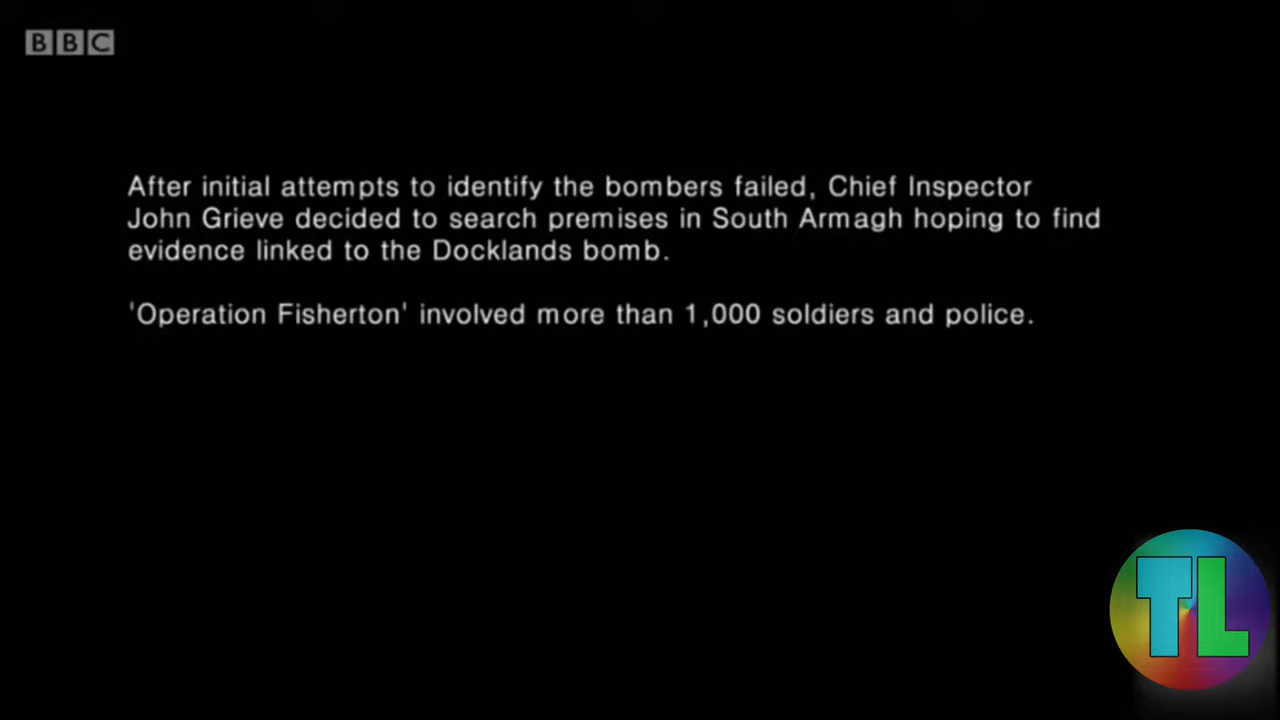 BBC
After initial attempts to identify the bombers failed, Chief Inspector
John Grieve decided to search premises in South Armagh hoping to find
evidence linked to the Docklands bomb.
'Operation Fisherton' involved more than 1,000 soldiers and police.
TL